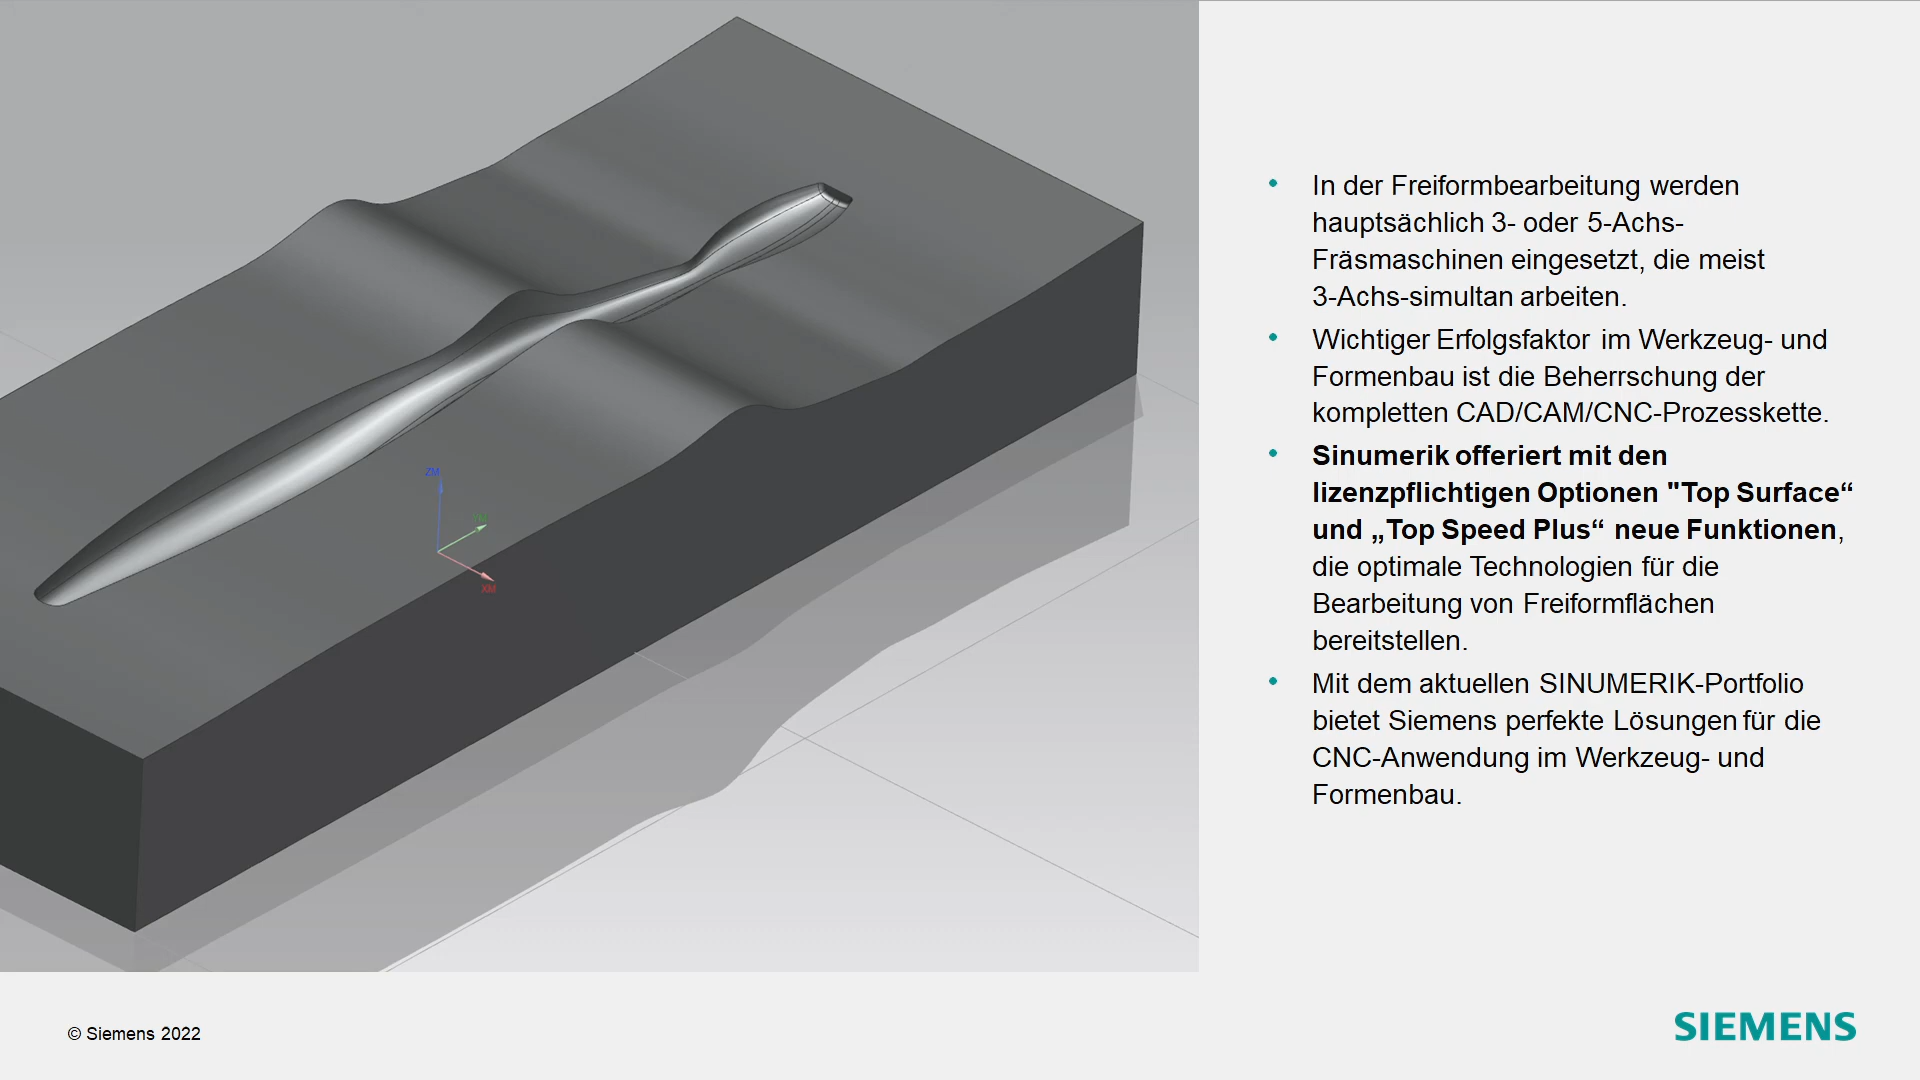 ZM
YM
XM
• In der Freiformbearbeitung werden
hauptsächlich 3- oder 5-Achs-
Fräsmaschinen eingesetzt, die meist
3-Achs-simultan arbeiten.
• Wichtiger Erfolgsfaktor im Werkzeug- und
Formenbau ist die Beherrschung der
kompletten CAD/CAM/CNC-Prozesskette.
• Sinumerik offeriert mit den
lizenzpflichtigen Optionen "Top Surface“
und „Top Speed Plus“ neue Funktionen,
die optimale Technologien für die
Bearbeitung von Freiformflächen
bereitstellen.
• Mit dem aktuellen SINUMERIK-Portfolio
bietet Siemens perfekte Lösungen für die
CNC-Anwendung im Werkzeug- und
Formenbau.
© Siemens 2022
SIEMENS